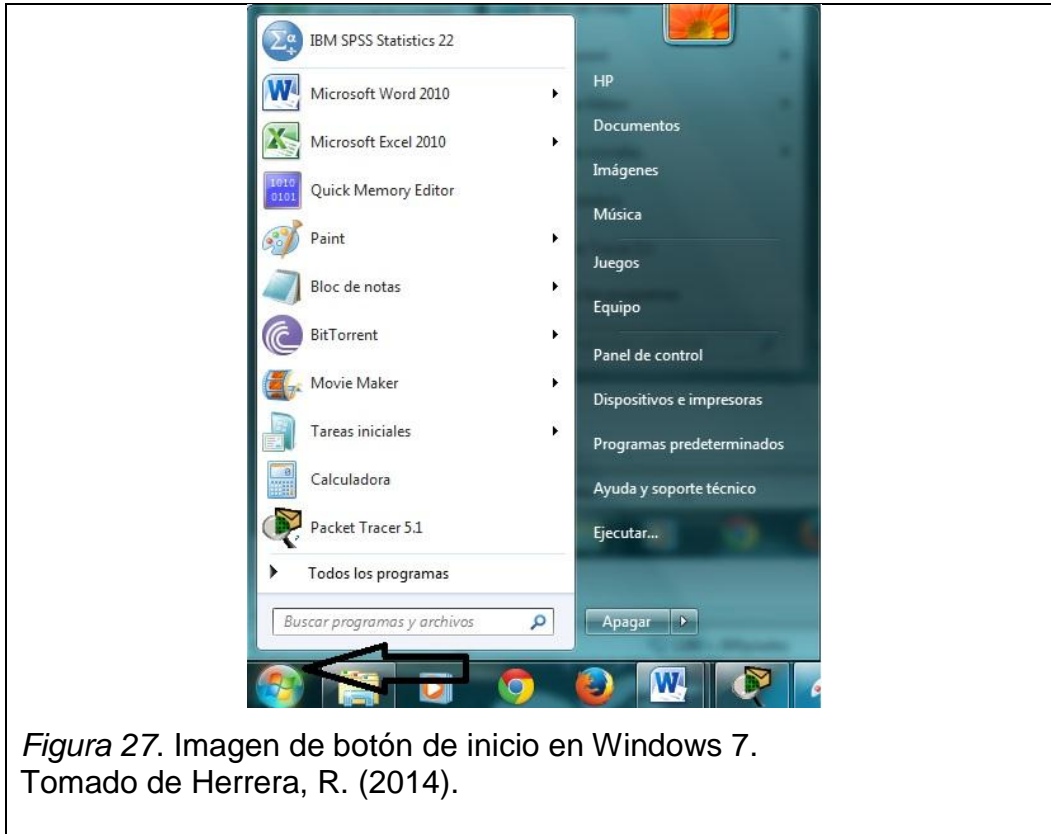 IBM SPSS Statistics 22
Microsoft Word 2010
Microsoft Excel 2010
1010
0101
Quick Memory Editor
Paint
Bloc de notas
BitTorrent
Movie Maker
Tareas iniciales
Calculadora
Packet Tracer 5.1
Todos los programas
Buscar programas y archivos
HP
Documentos
Imágenes
Música
Juegos
Equipo
Panel de control
Dispositivos e impresoras
Programas predeterminados
Ayuda y soporte técnico
Ejecutar...
Apagar
Figura 27. Imagen de botón de inicio en Windows 7.
Tomado de Herrera, R. (2014).